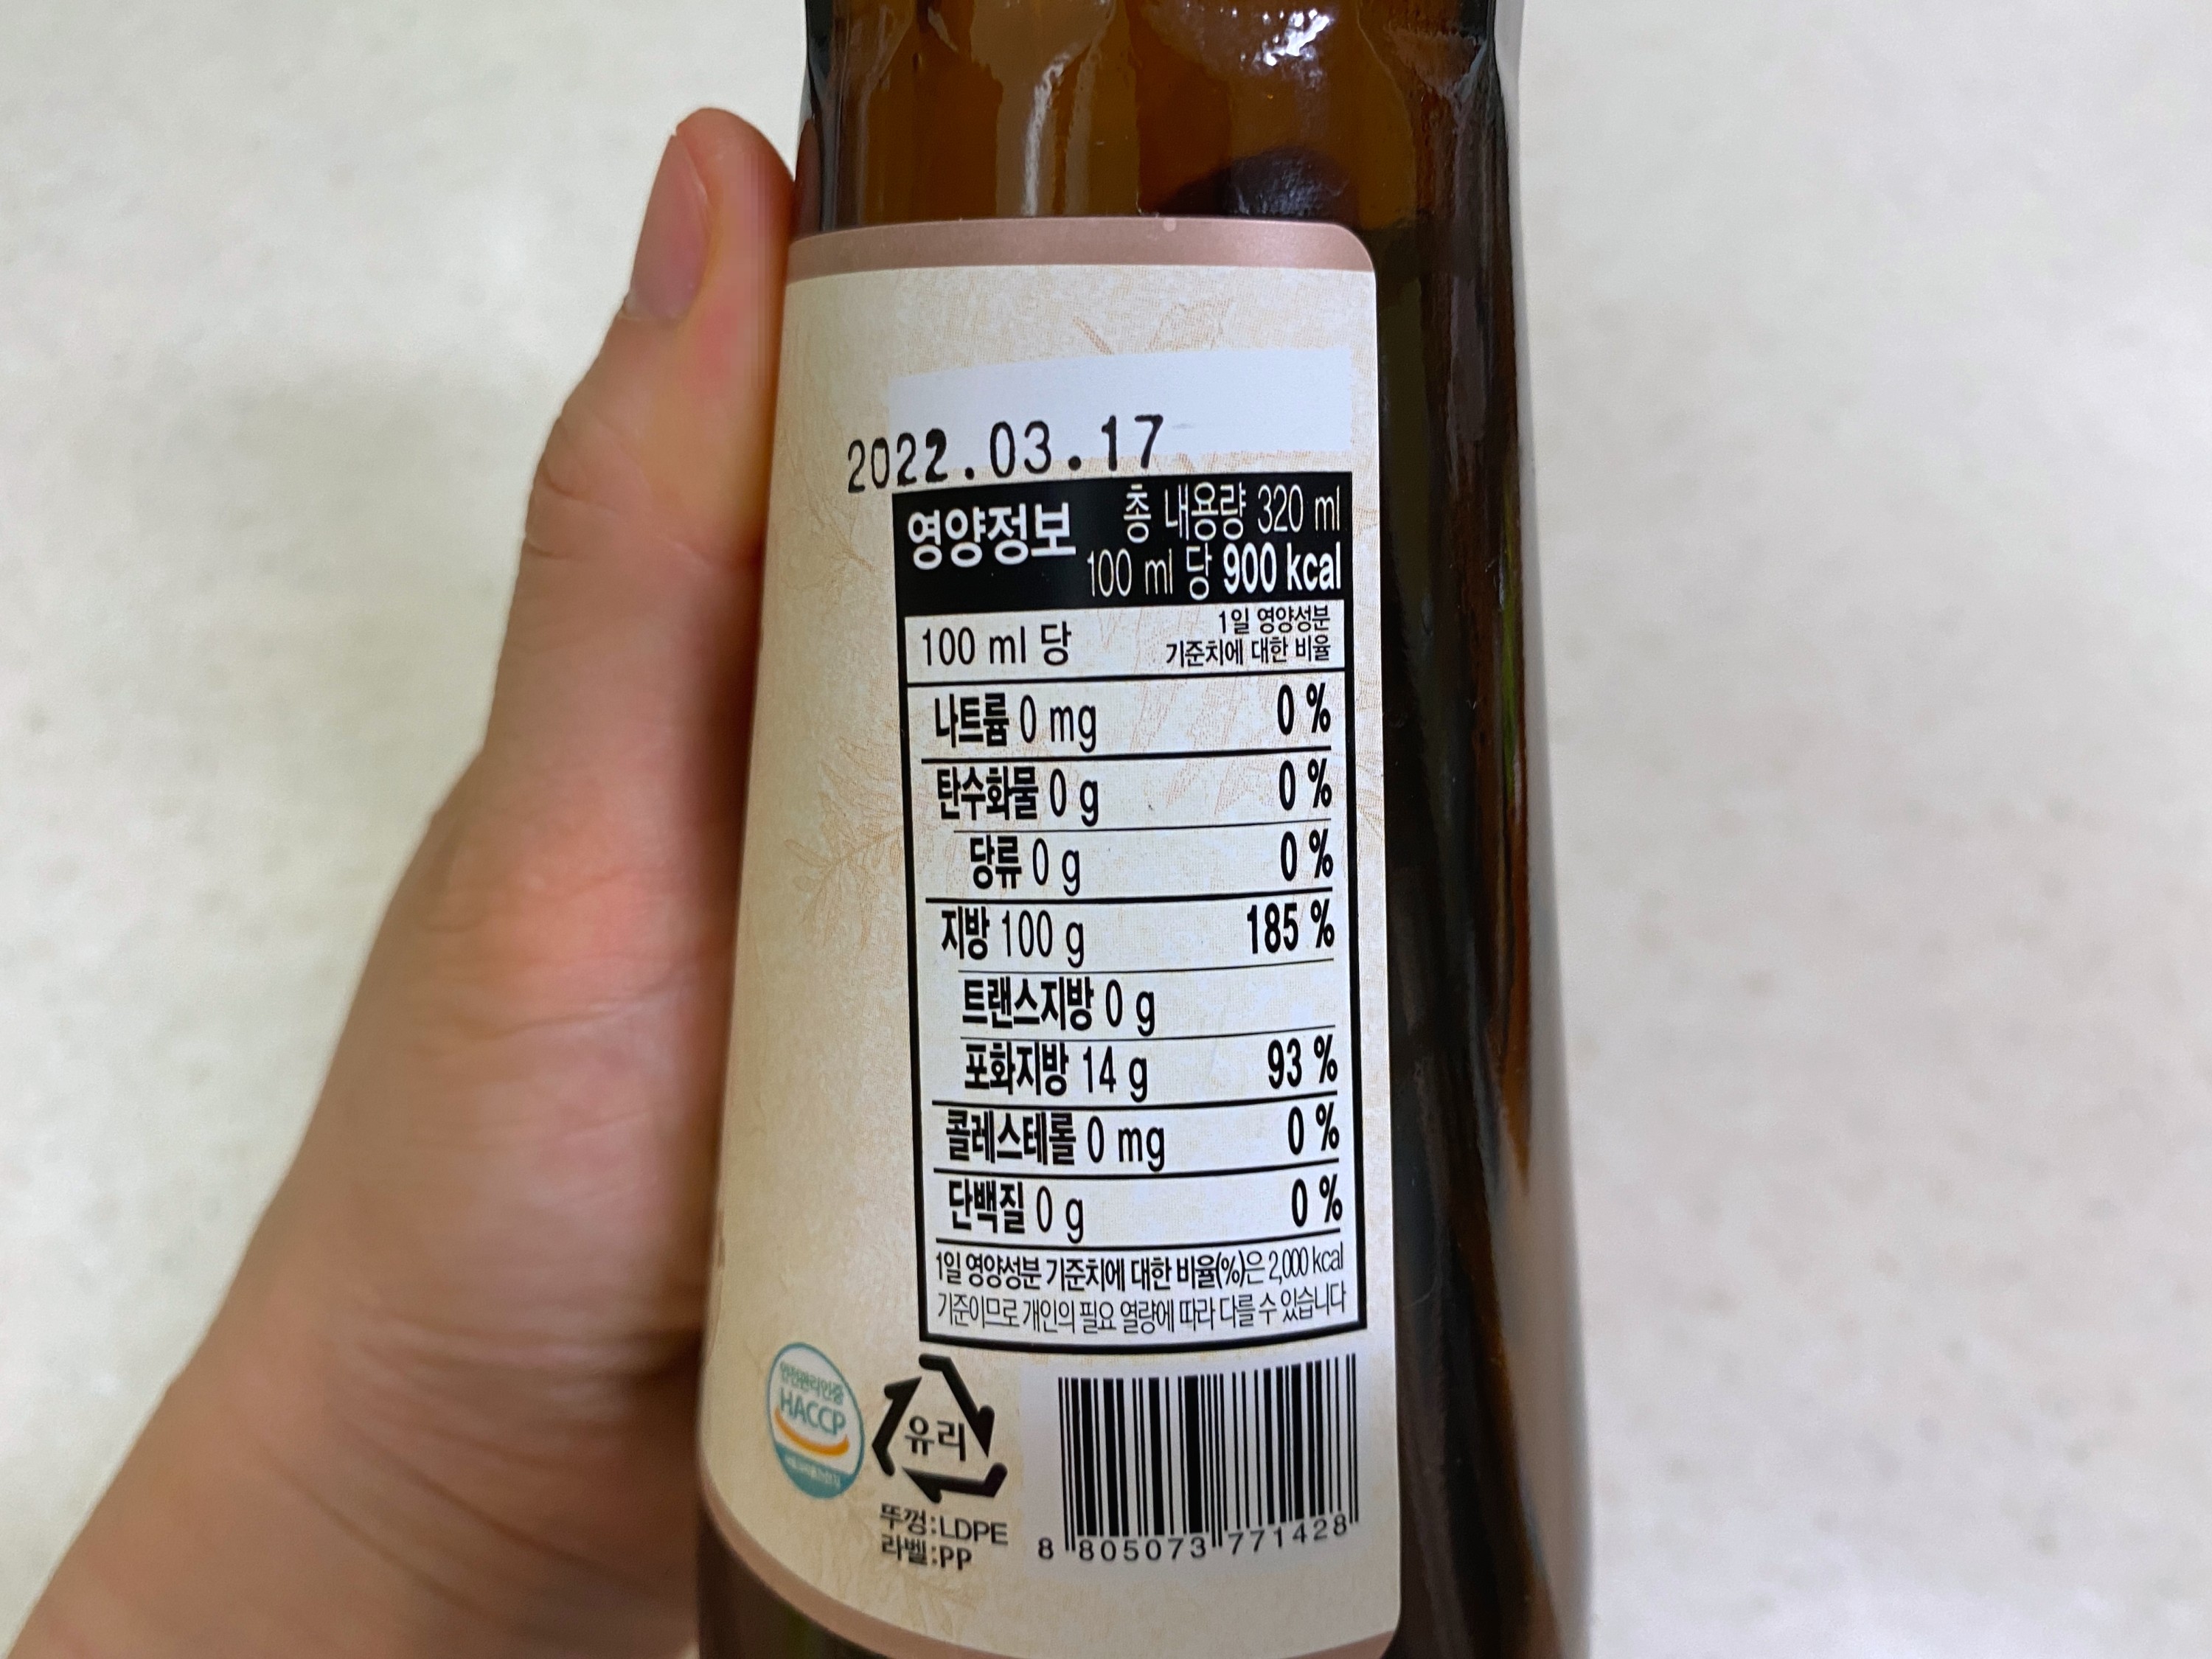 2022.03.17
영양정보 총 내용량 320 ml
100 ml 당 900 kcal
100 ml 당 1일 영양성분
기준치에 대한 비율
나트륨 0 mg 0 %
탄수화물 0 g 0 %
당류 0 g 0 %
지방 100 g 185 %
트랜스지방 0 g
포화지방 14 g 93 %
콜레스테롤 0 mg 0 %
단백질 0 g 0 %
1일 영양성분 기준치에 대한 비율(%)은 2,000 kcal
기준이므로 개인의 필요 열량에 따라 다를 수 있습니다
안전관리인증
HACCP
유리
뚜껑:LDPE
라벨:PP
8 805073 771428